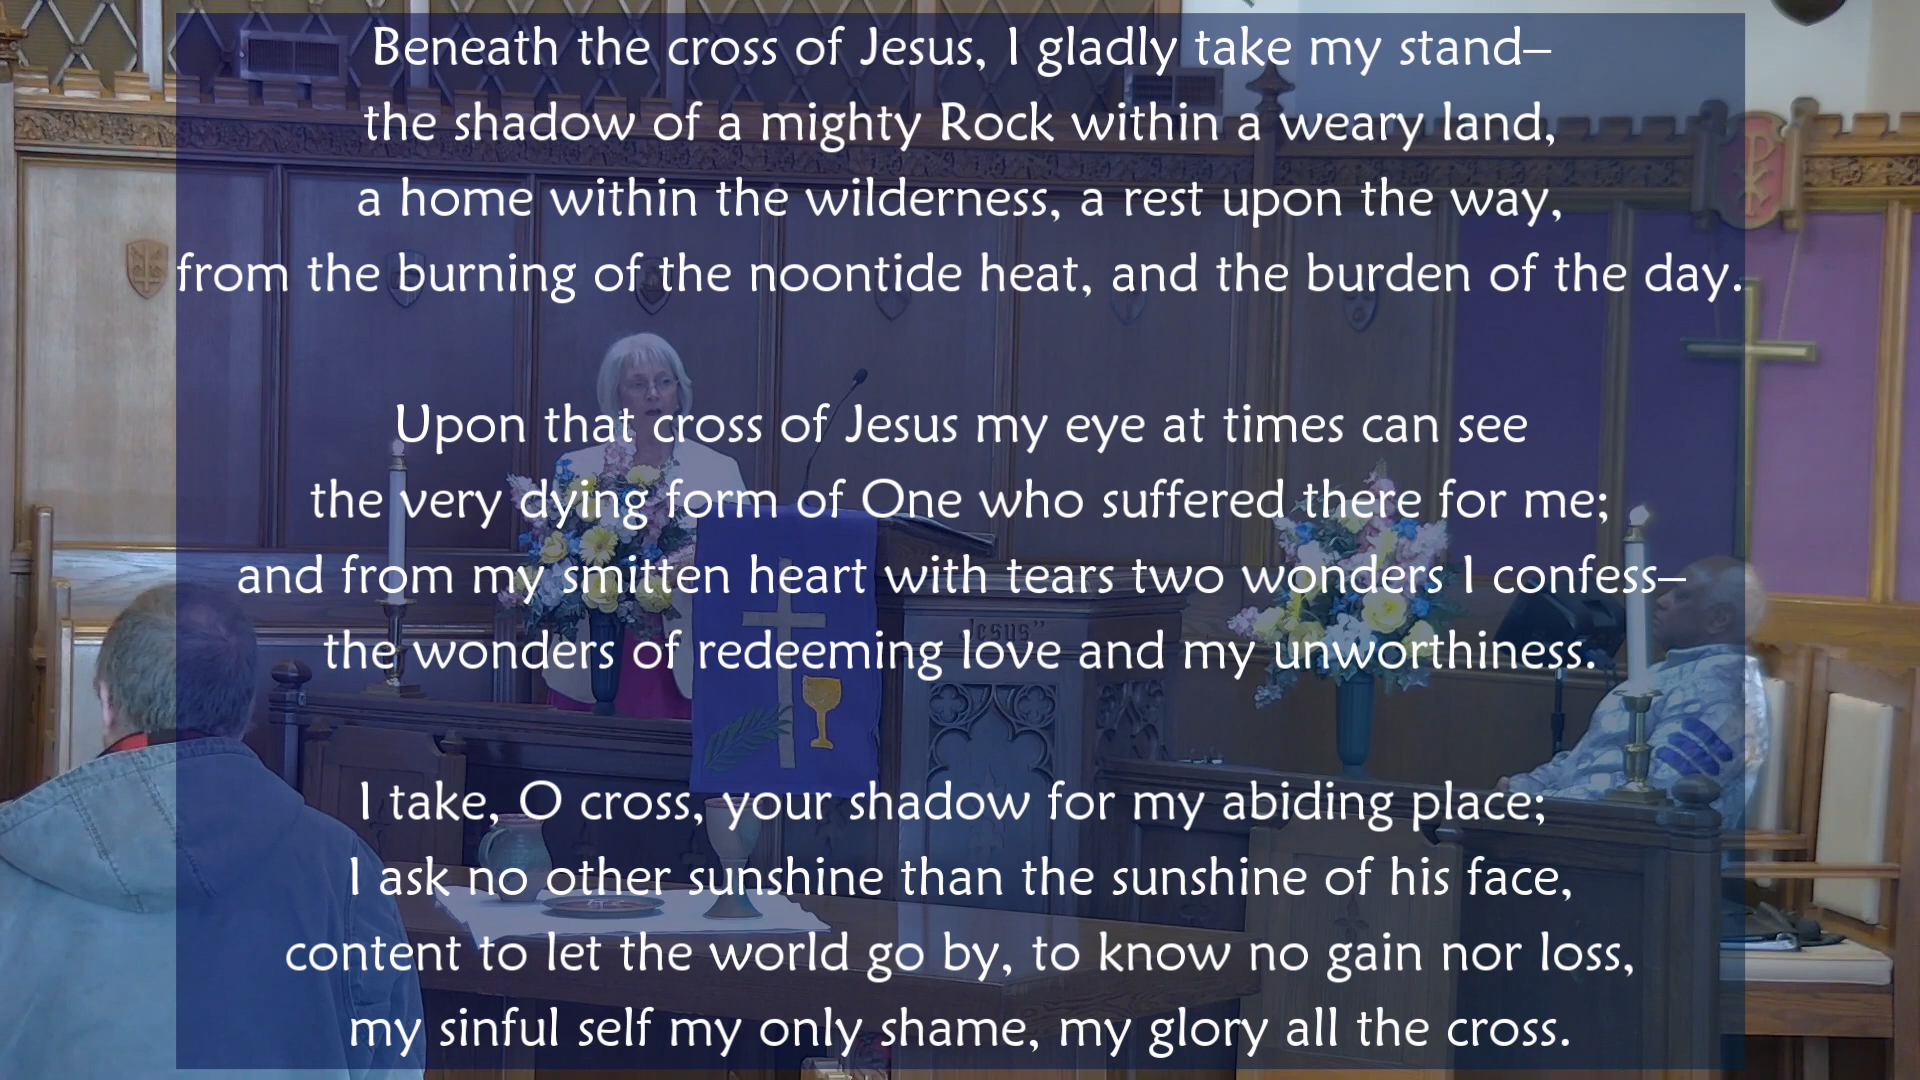 Beneath the cross of Jesus, I gladly take my stand–
the shadow of a mighty Rock within a weary land,
a home within the wilderness, a rest upon the way,
from the burning of the noontide heat, and the burden of the day.
Upon that cross of Jesus my eye at times can see
the very dying form of One who suffered there for me;
and from my smitten heart with tears two wonders I confess–
the wonders of redeeming love and my unworthiness.
Jesus"
I take, O cross, your shadow for my abiding place;
I ask no other sunshine than the sunshine of his face,
content to let the world go by, to know no gain nor loss,
my sinful self my only shame, my glory all the cross.